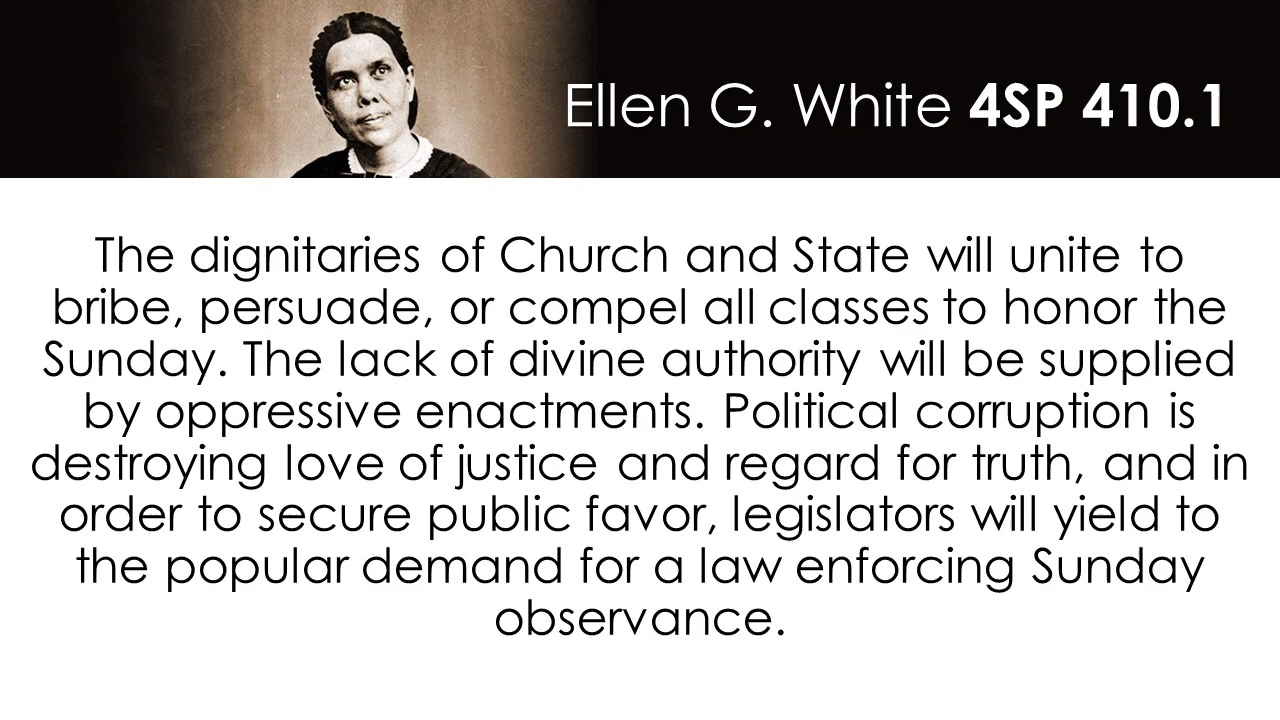 Ellen G. White 4SP 410.1
The dignitaries of Church and State will unite to
bribe, persuade, or compel all classes to honor the
Sunday. The lack of divine authority will be supplied
by oppressive enactments. Political corruption is
destroying love of justice and regard for truth, and in
order to secure public favor, legislators will yield to
the popular demand for a law enforcing Sunday
observance.